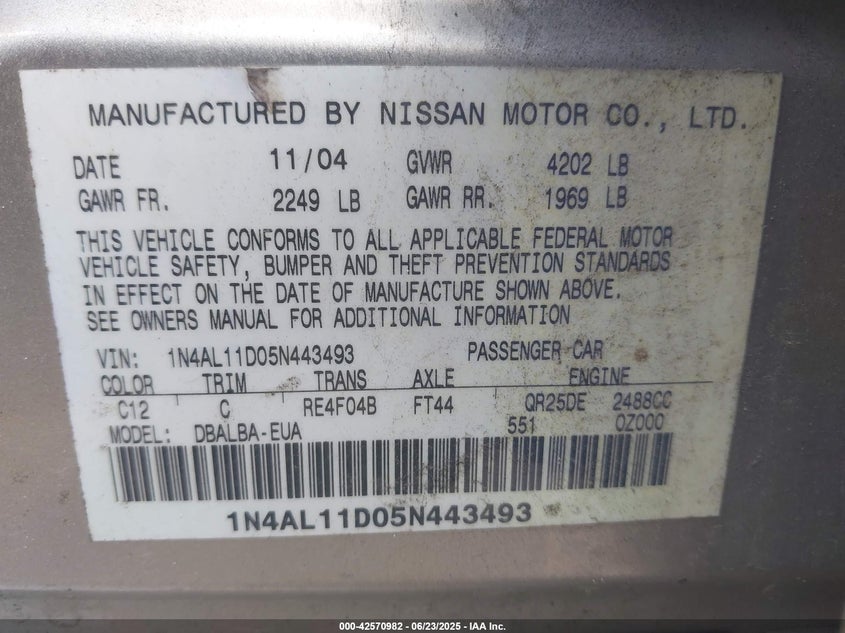 MANUFACTURED BY NISSAN MOTOR CO., LTD.
DATE 11/04 GVWR 4202 LB
GAWR FR. 2249 LB GAWR RR. 1969 LB
THIS VEHICLE CONFORMS TO ALL APPLICABLE FEDERAL MOTOR
VEHICLE SAFETY, BUMPER AND THEFT PREVENTION STANDARDS
IN EFFECT ON THE DATE OF MANUFACTURE SHOWN ABOVE.
SEE OWNERS MANUAL FOR ADDITIONAL INFORMATION
VIN: 1N4AL11D05N443493 PASSENGER CAR
COLOR TRIM TRANS AXLE ENGINE
C12 C RE4F04B FT44 QR25DE 2488CC
MODEL: DBALBA-EUA 551 0Z000
1N4AL11D05N443493
000-42570982 / 06/23/2025 - IAA Inc.